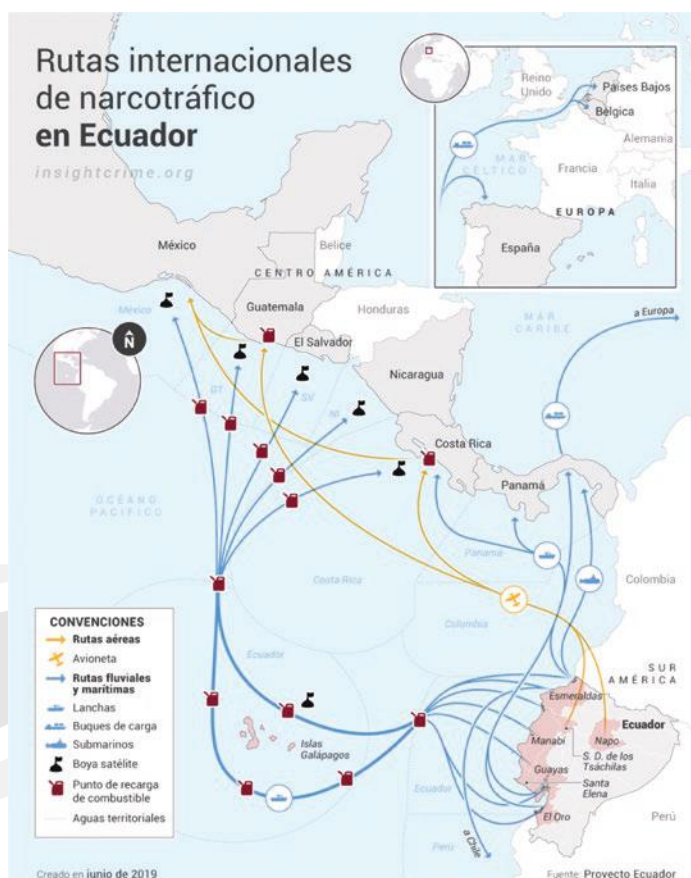 Rutas internacionales
de narcotráfico
en Ecuador
insightcrime.org
Reino
Unido
Países Bajos
Bélgica
Alemania
MAR
CÉLTICO
Francia
Italia
EUROPA
España
México
Belice
CENTRO AMÉRICA
Guatemala
Honduras
MAR
CARIBE
a Europa
México
El Salvador
N
Nicaragua
GT
SV
NI
Costa Rica
OCÉANO
PACÍFICO
Panamá
Panamá
Costa Rica
Colombia
Colombia
CONVENCIONES
Rutas aéreas
Avioneta
Rutas fluviales
y marítimas
Lanchas
Buques de carga
Submarinos
Boya satélite
Punto de recarga
de combustible
Aguas territoriales
Ecuador
Islas
Galápagos
SUR
AMÉRICA
Esmeraldas
Ecuador
Manabí
Napo
S. D. de los
Tsáchilas
Guayas
Santa
Elena
Ecuador
El Oro
Perú
Perú
a Chile
Creado en junio de 2019
Fuente: Proyecto Ecuador